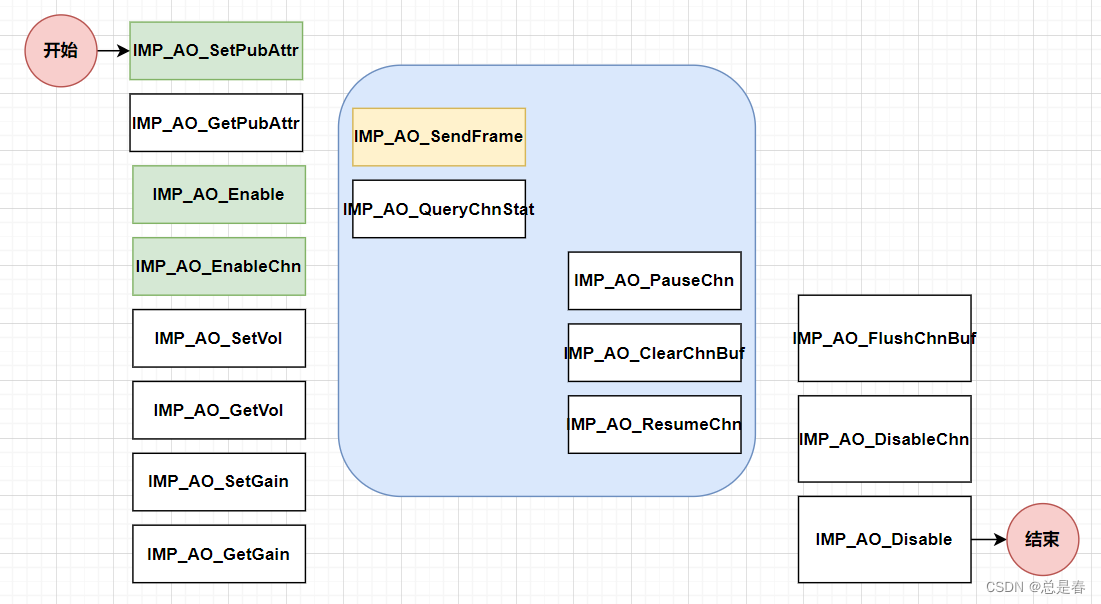 开始
IMP_AO_SetPubAttr
IMP_AO_GetPubAttr
IMP_AO_Enable
IMP_AO_EnableChn
IMP_AO_SetVol
IMP_AO_GetVol
IMP_AO_SetGain
IMP_AO_GetGain
IMP_AO_SendFrame
IMP_AO_QueryChnStat
IMP_AO_PauseChn
IMP_AO_ClearChnBuf
IMP_AO_ResumeChn
IMP_AO_FlushChnBuf
IMP_AO_DisableChn
IMP_AO_Disable
结束
CSDN @总是春